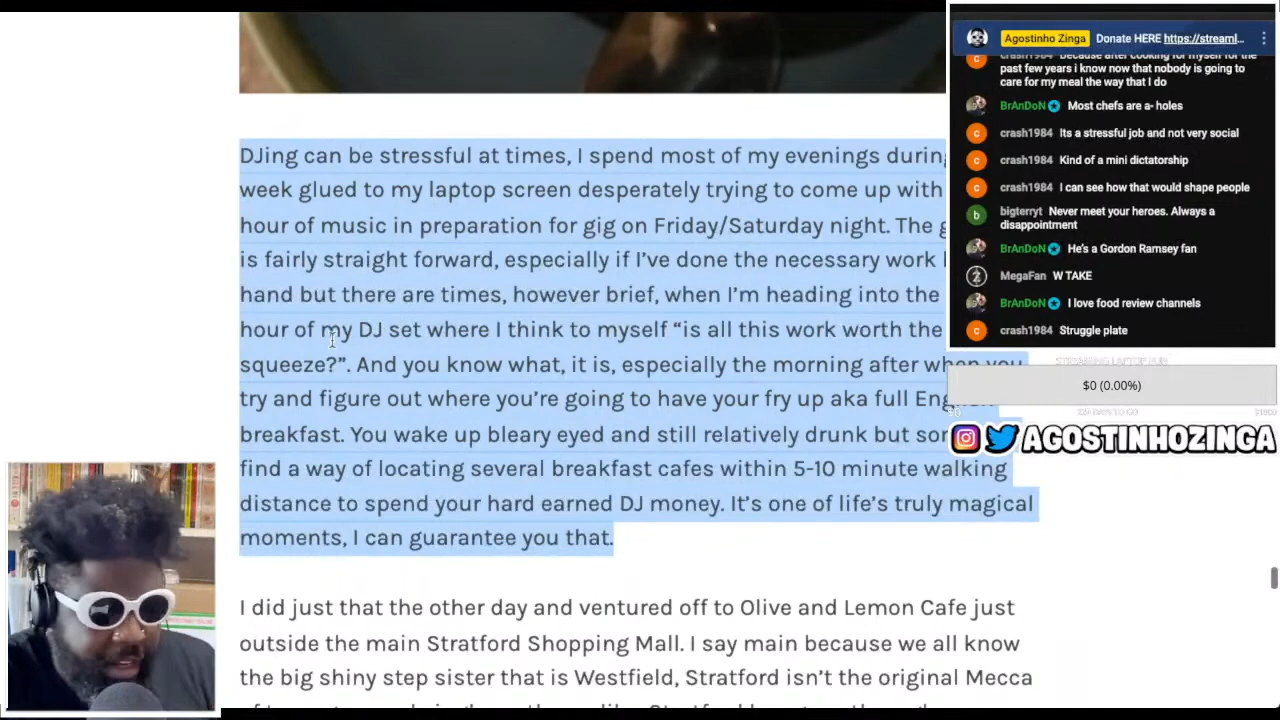 DJing can be stressful at times, I spend most of my evenings during
week glued to my laptop screen desperately trying to come up with
hour of music in preparation for gig on Friday/Saturday night. The
is fairly straight forward, especially if I’ve done the necessary work
hand but there are times, however brief, when I’m heading into the
hour of my DJ set where I think to myself “is all this work worth the
squeeze?”. And you know what, it is, especially the morning after when you
try and figure out where you’re going to have your fry up aka full English
breakfast. You wake up bleary eyed and still relatively drunk but
find a way of locating several breakfast cafes within 5-10 minute walking
distance to spend your hard earned DJ money. It’s one of life’s truly magical
moments, I can guarantee you that.
I did just that the other day and ventured off to Olive and Lemon Cafe just
outside the main Stratford Shopping Mall. I say main because we all know
the big shiny step sister that is Westfield, Stratford isn’t the original Mecca
Agostinho Zinga Donate HERE https://streaml...
crash1984 Because after cooking for myself for the
past few years i know now that nobody is going to
care for my meal the way that I do
BrAnDoN Most chefs are a- holes
crash1984 Its a stressful job and not very social
crash1984 Kind of a mini dictatorship
crash1984 I can see how that would shape people
bigterryt Never meet your heroes. Always a
disappointment
BrAnDoN He’s a Gordon Ramsey fan
MegaFan W TAKE
BrAnDoN I love food review channels
crash1984 Struggle plate
STREAMING LAPTOP FUN
$0 (0.00%)
$0
$1800
AGOSTINHOZINGA